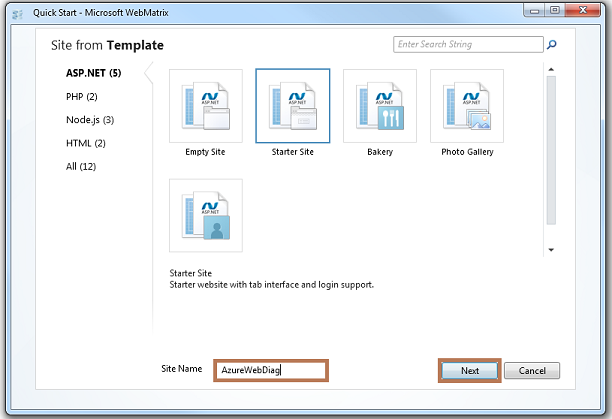 Quick Start - Microsoft WebMatrix
Site from Template
Enter Search String
ASP.NET (5)
PHP (2)
Node.js (3)
HTML (2)
All (12)
ASP.NET
ASP.NET
ASP.NET
ASP.NET
Empty Site
Starter Site
Bakery
Photo Gallery
ASP.NET
Starter Site
Starter website with tab interface and login support.
Site Name
AzureWebDiag
Next
Cancel